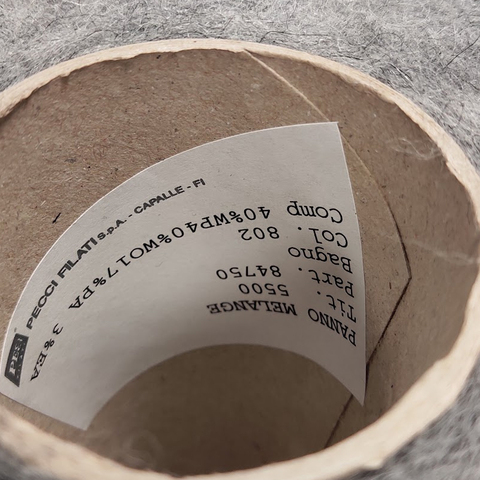 PECCI FILATI S.p.A. - CAPALLE - FI
PANNO MELANGE
Tit. 5500
Part. 84750
Bagno
Col. 802
Comp 40%WP40%WO17%PA 3%EA